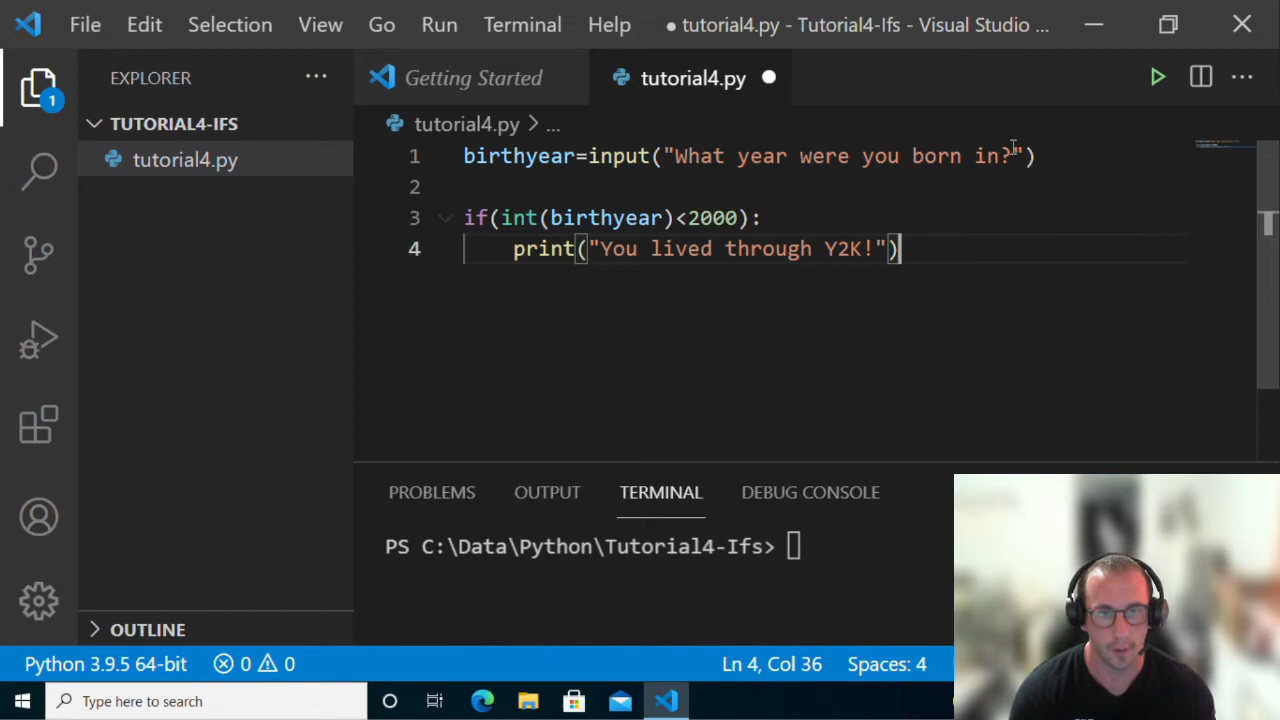 File Edit Selection View Go Run Terminal Help ● tutorial4.py - Tutorial4-Ifs - Visual Studio ...
EXPLORER ...
Getting Started tutorial4.py ●
1
TUTORIAL4-IFS
tutorial4.py > ...
tutorial4.py
1 birthyear=input("What year were you born in?")
2
3 if(int(birthyear)<2000):
4 print("You lived through Y2K!")
PROBLEMS OUTPUT TERMINAL DEBUG CONSOLE
PS C:\Data\Python\Tutorial4-Ifs>
OUTLINE
Python 3.9.5 64-bit 0 0 Ln 4, Col 36 Spaces: 4
Type here to search